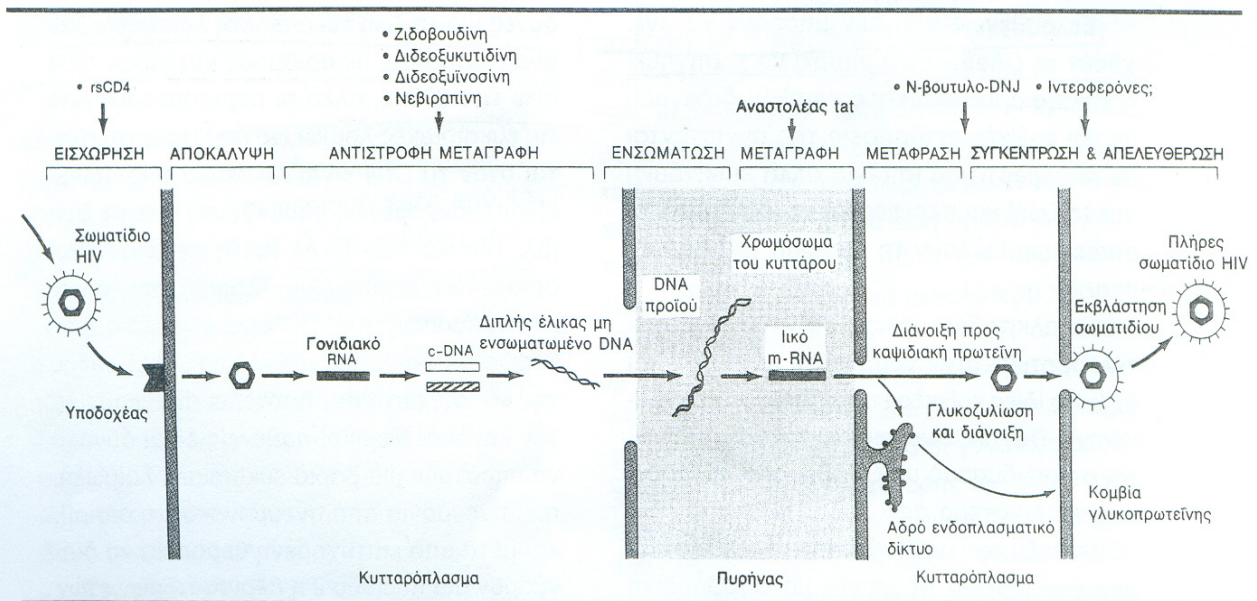 • Ζιδοβουδίνη
• Διδεοξυκυτιδίνη
• Διδεοξυϊνοσίνη
• Νεβιραπίνη
• rsCD4
Αναστολέας tat
• Ν-βουτυλο-DNJ
• Ιντερφερόνες;
ΕΙΣΧΩΡΗΣΗ
ΑΠΟΚΑΛΥΨΗ
ΑΝΤΙΣΤΡΟΦΗ ΜΕΤΑΓΡΑΦΗ
ΕΝΣΩΜΑΤΩΣΗ
ΜΕΤΑΓΡΑΦΗ
ΜΕΤΑΦΡΑΣΗ
ΣΥΓΚΕΝΤΡΩΣΗ & ΑΠΕΛΕΥΘΕΡΩΣΗ
Σωματίδιο
HIV
Υποδοχέας
Γονιδιακό
RNA
c-DNA
Διπλής έλικας μη
ενσωματωμένο DNA
DNA
προϊού
Χρωμόσωμα
του κυττάρου
Ιικό
m-RNA
Διάνοιξη προς
καψιδιακή πρωτεΐνη
Γλυκοζυλίωση
και διάνοιξη
Αδρό ενδοπλασματικό
δίκτυο
Πλήρες
σωματίδιο HIV
Εκβλάστηση
σωματιδίου
Κομβία
γλυκοπρωτεΐνης
Κυτταρόπλασμα
Πυρήνας
Κυτταρόπλασμα